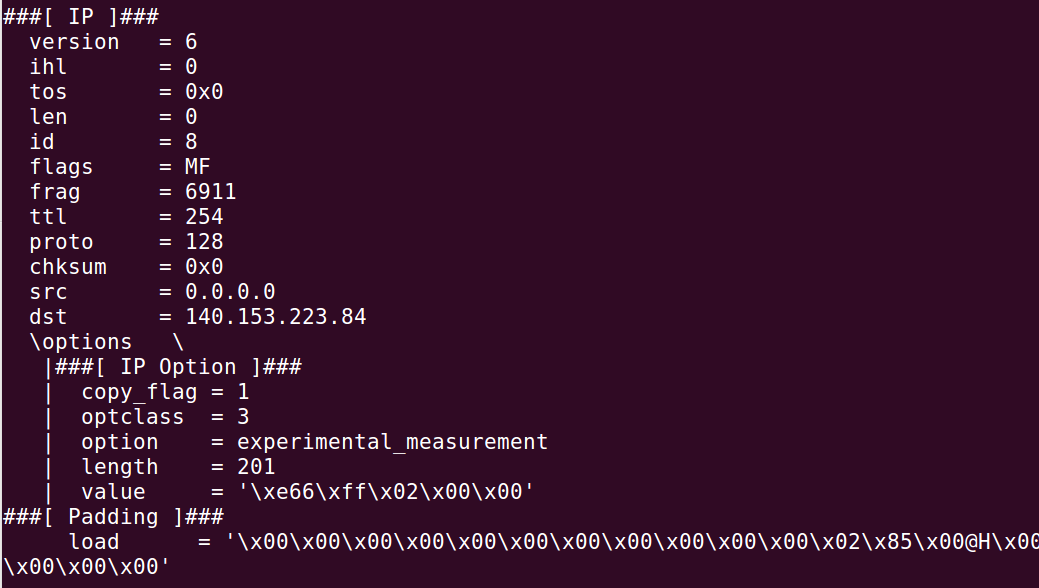 ###[ IP ]###
  version   = 6
  ihl       = 0
  tos       = 0x0
  len       = 0
  id        = 8
  flags     = MF
  frag      = 6911
  ttl       = 254
  proto     = 128
  chksum    = 0x0
  src       = 0.0.0.0
  dst       = 140.153.223.84
  \options   \
   |###[ IP Option ]###
   |  copy_flag = 1
   |  optclass  = 3
   |  option    = experimental_measurement
   |  length    = 201
   |  value     = '\xe66\xff\x02\x00\x00'
###[ Padding ]###
     load      = '\x00\x00\x00\x00\x00\x00\x00\x00\x00\x00\x00\x02\x85\x00@H\x00
\x00\x00\x00'